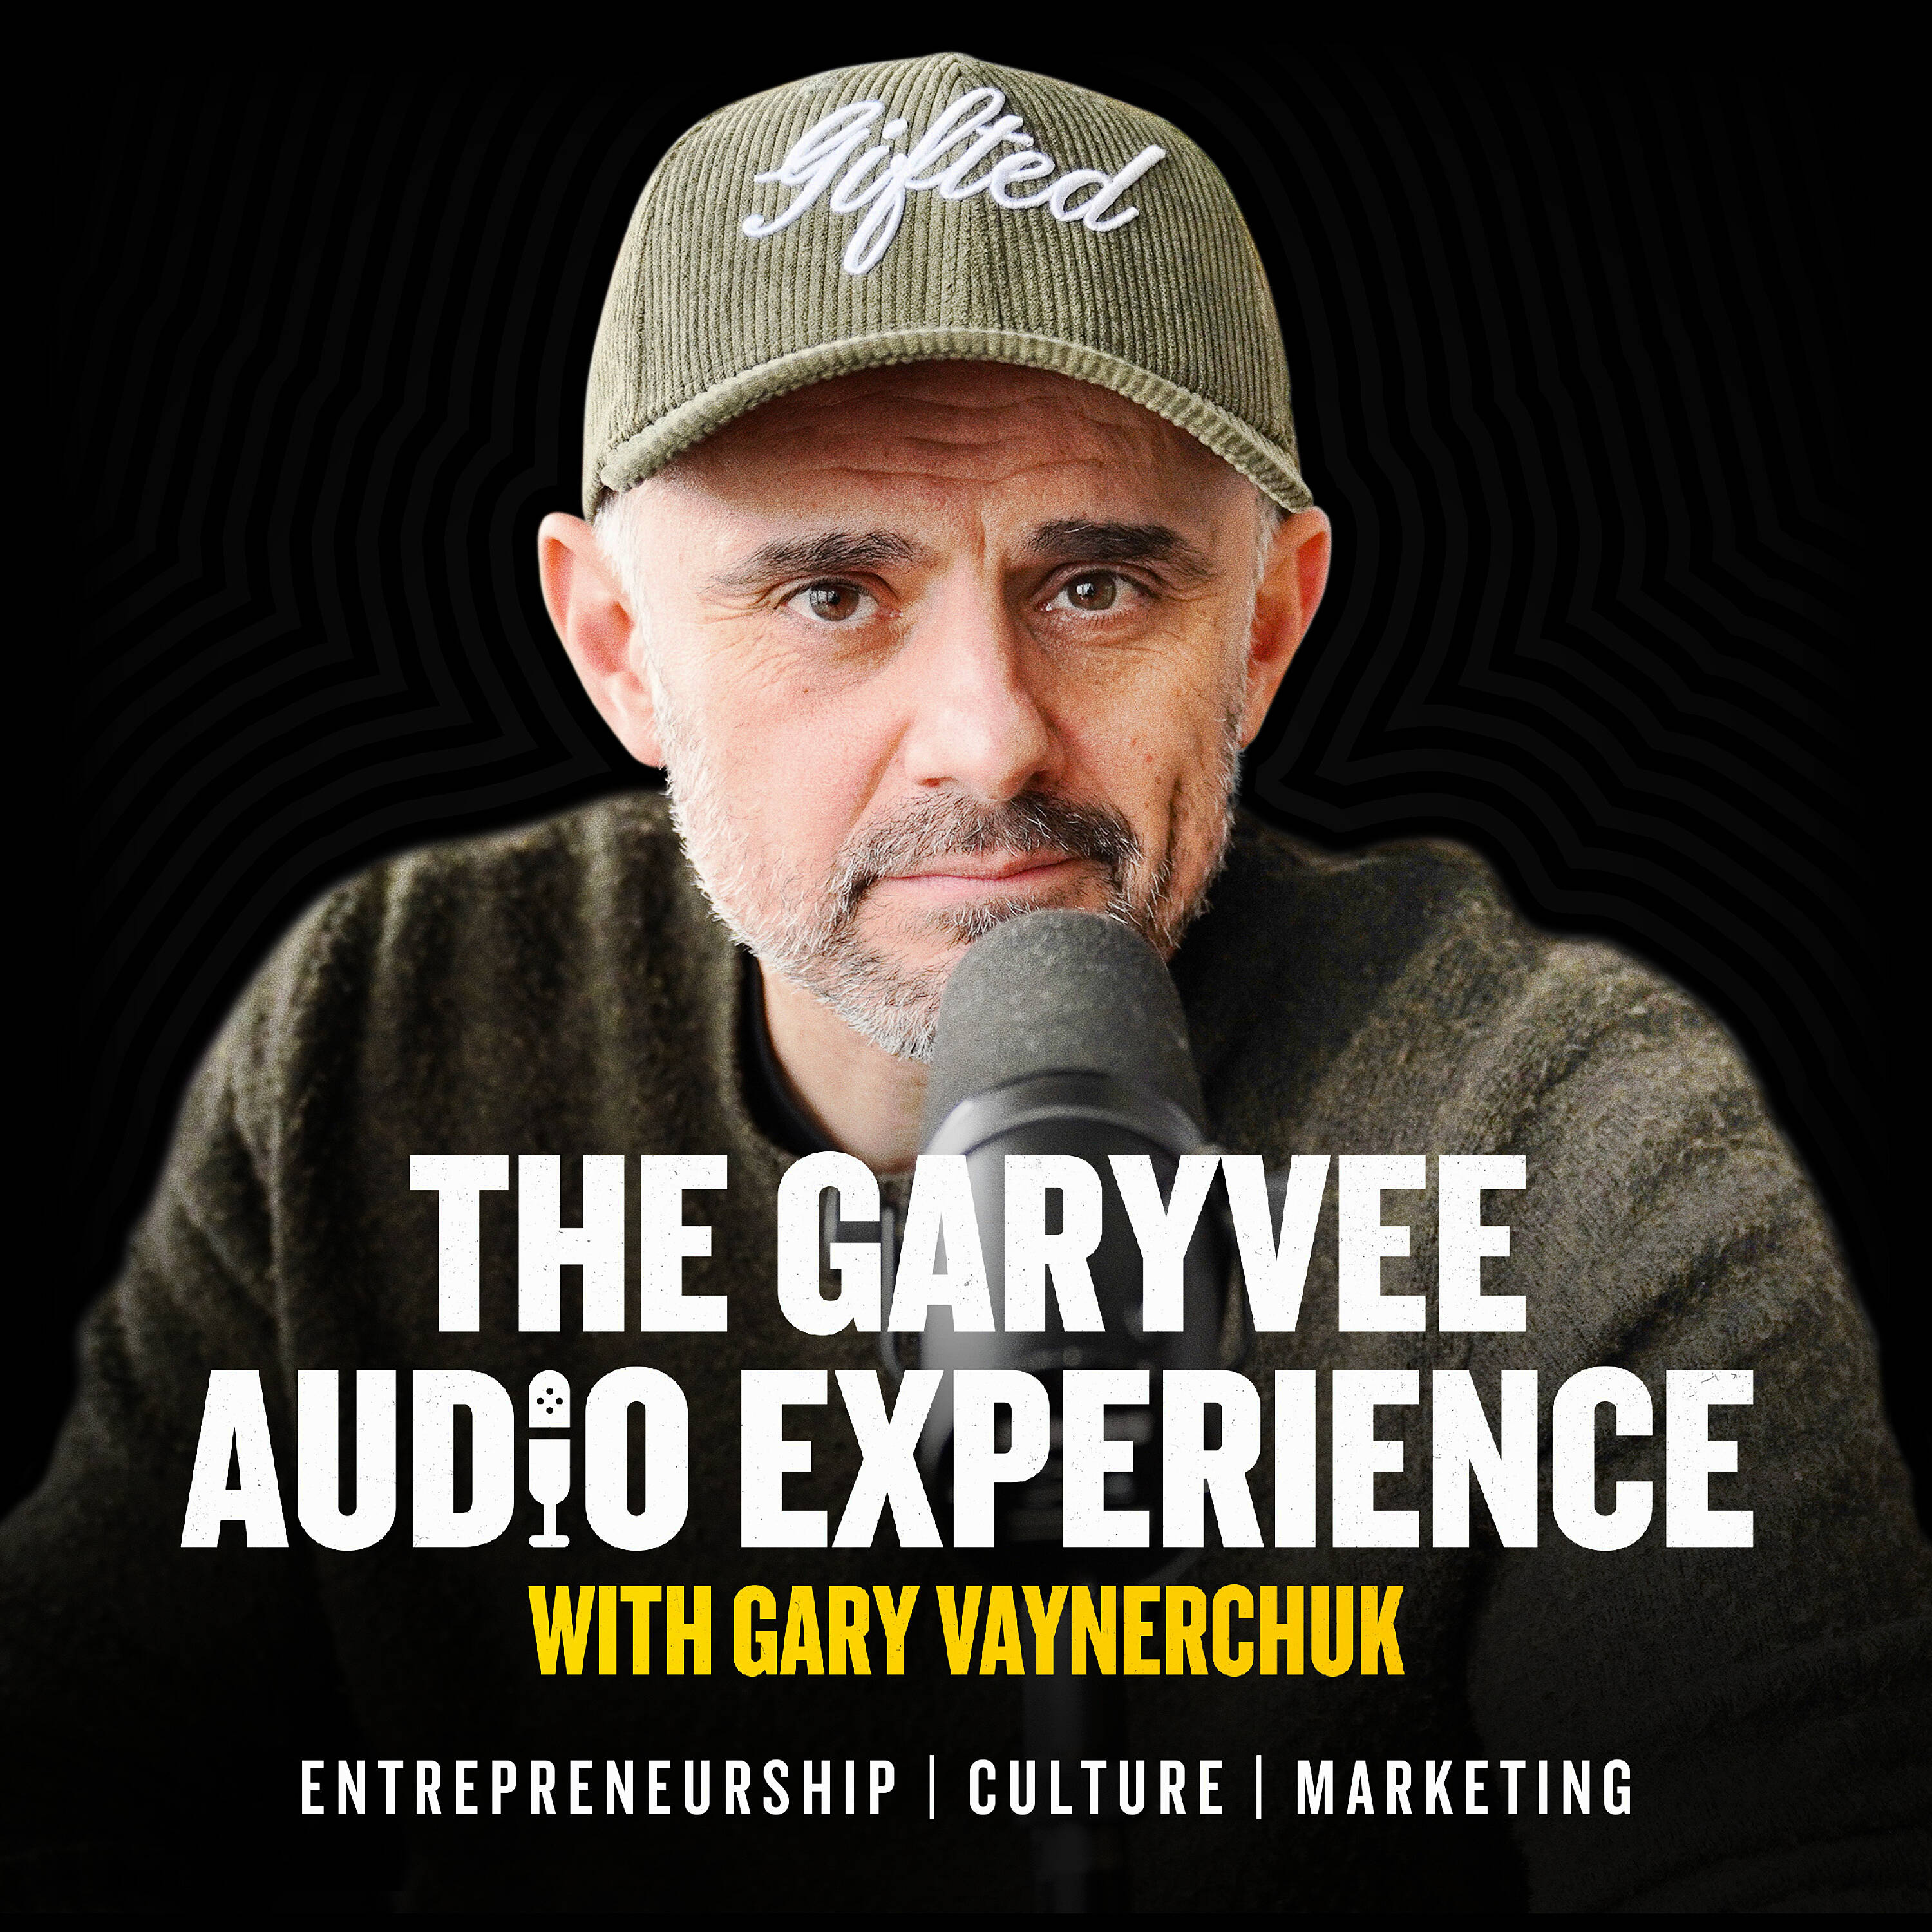 Gifted
THE GARYVEE
AUDIO EXPERIENCE
WITH GARY VAYNERCHUK
ENTREPRENEURSHIP | CULTURE | MARKETING